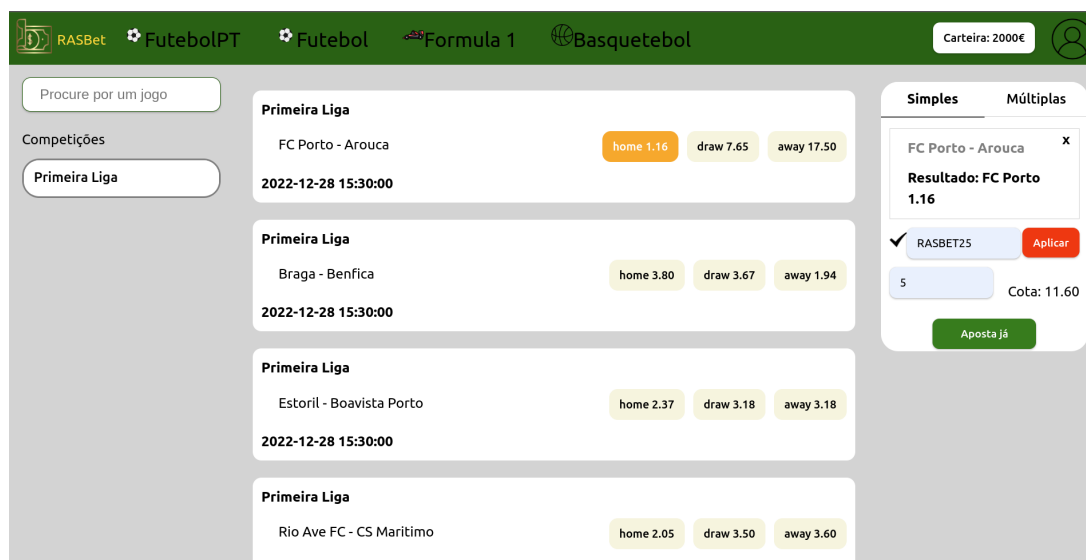 RASBet FutebolPT Futebol Formula 1 Basquetebol Carteira: 2000€
Procure por um jogo
Competições
Primeira Liga
Primeira Liga
FC Porto - Arouca home 1.16 draw 7.65 away 17.50
2022-12-28 15:30:00
Primeira Liga
Braga - Benfica home 3.80 draw 3.67 away 1.94
2022-12-28 15:30:00
Primeira Liga
Estoril - Boavista Porto home 2.37 draw 3.18 away 3.18
2022-12-28 15:30:00
Primeira Liga
Rio Ave FC - CS Maritimo home 2.05 draw 3.50 away 3.60
Simples Múltiplas
FC Porto - Arouca x
Resultado: FC Porto
1.16
RASBET25 Aplicar
5 Cota: 11.60
Aposta já